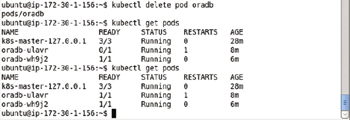 ubuntu@ip-172-30-1-156:~$ kubectl delete pod oradb
pods/oradb
ubuntu@ip-172-30-1-156:~$ kubectl get pods
NAME READY STATUS RESTARTS AGE
k8s-master-127.0.0.1 3/3 Running 0 28m
oradb-ulavr 0/1 Running 1 8m
oradb-wh9j2 1/1 Running 0 6m
ubuntu@ip-172-30-1-156:~$ kubectl get pods
NAME READY STATUS RESTARTS AGE
k8s-master-127.0.0.1 3/3 Running 0 28m
oradb-ulavr 1/1 Running 1 8m
oradb-wh9j2 1/1 Running 0 6m
ubuntu@ip-172-30-1-156:~$